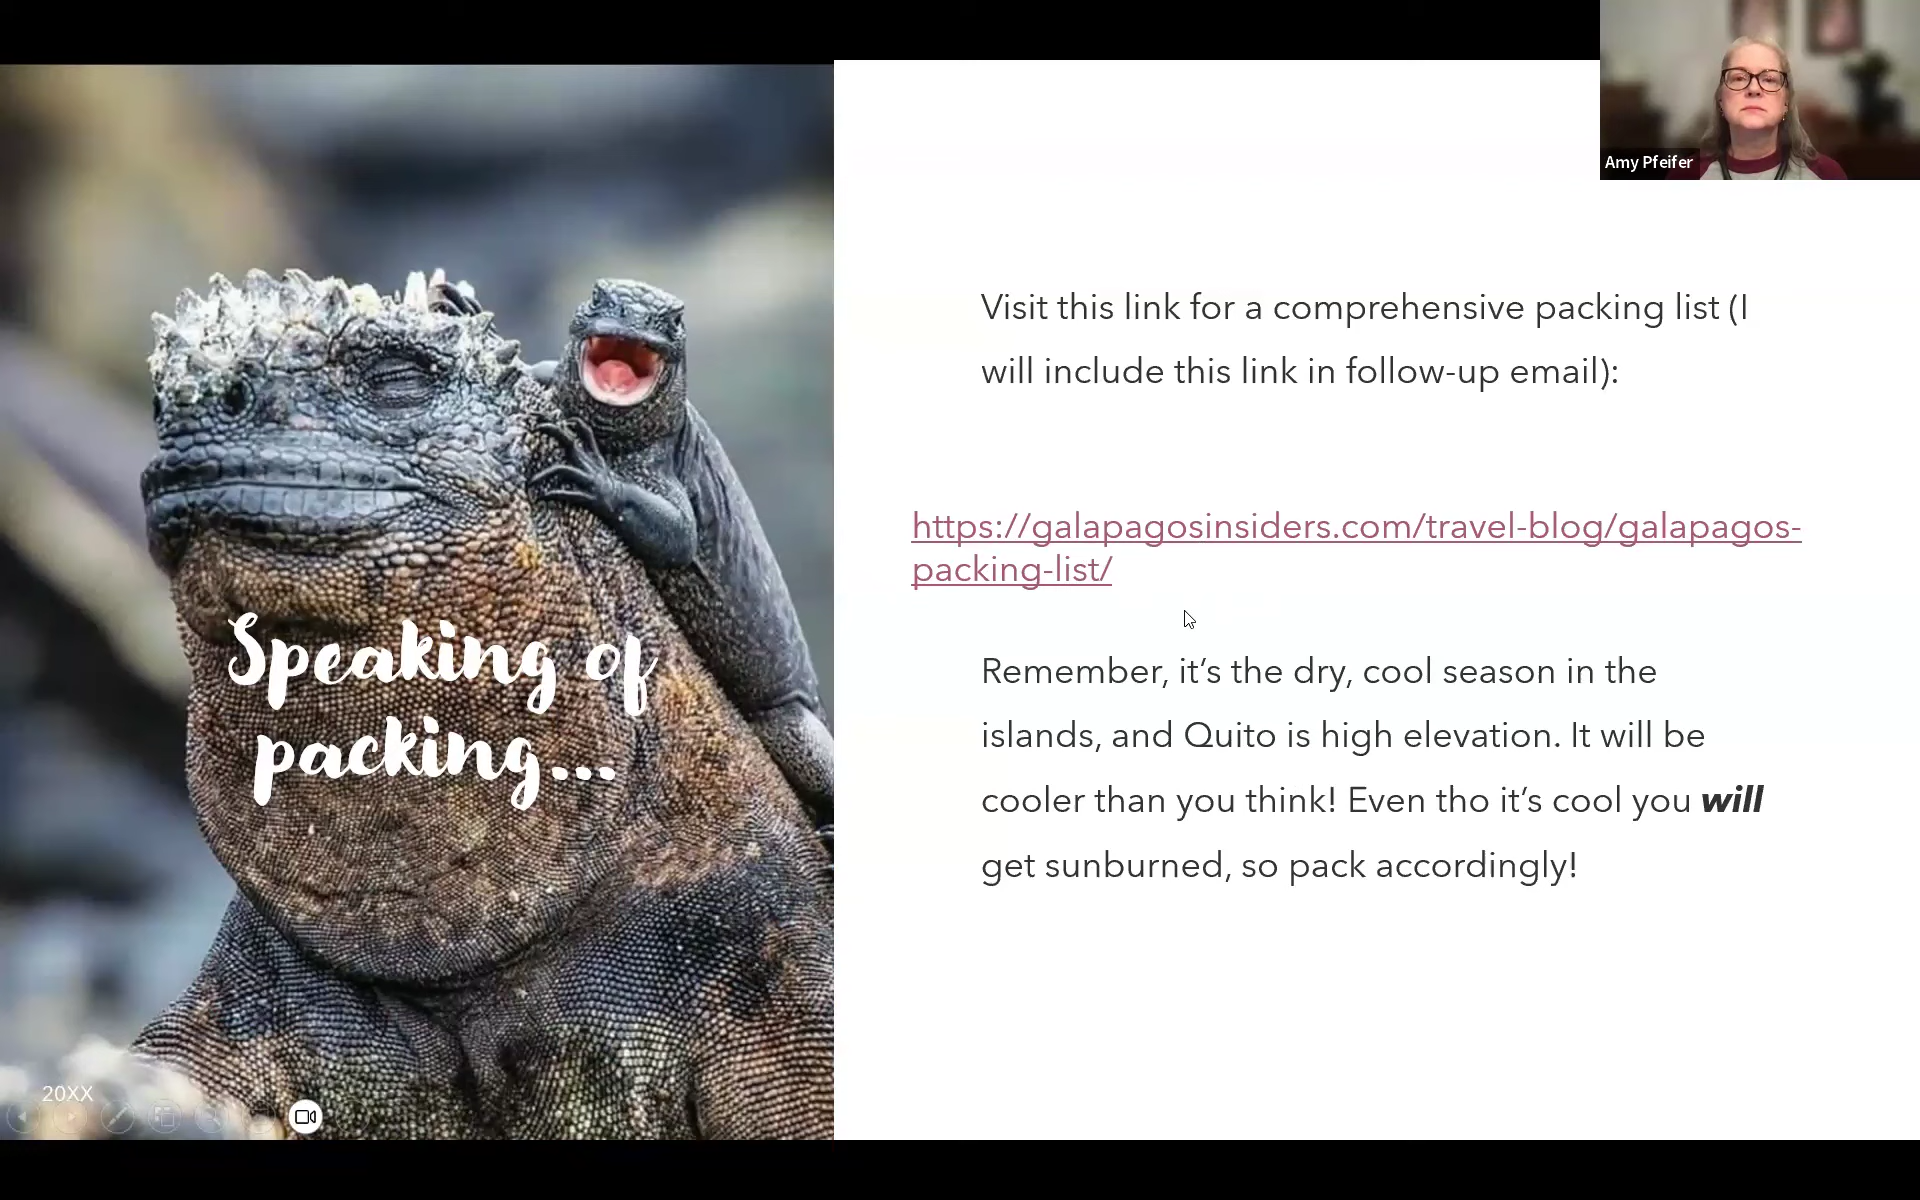 Amy Pfeifer
Visit this link for a comprehensive packing list (I
will include this link in follow-up email):
https://galapagosinsiders.com/travel-blog/galapagos-
packing-list/
Speaking of
packing...
Remember, it’s the dry, cool season in the
islands, and Quito is high elevation. It will be
cooler than you think! Even tho it’s cool you will
get sunburned, so pack accordingly!
20XX